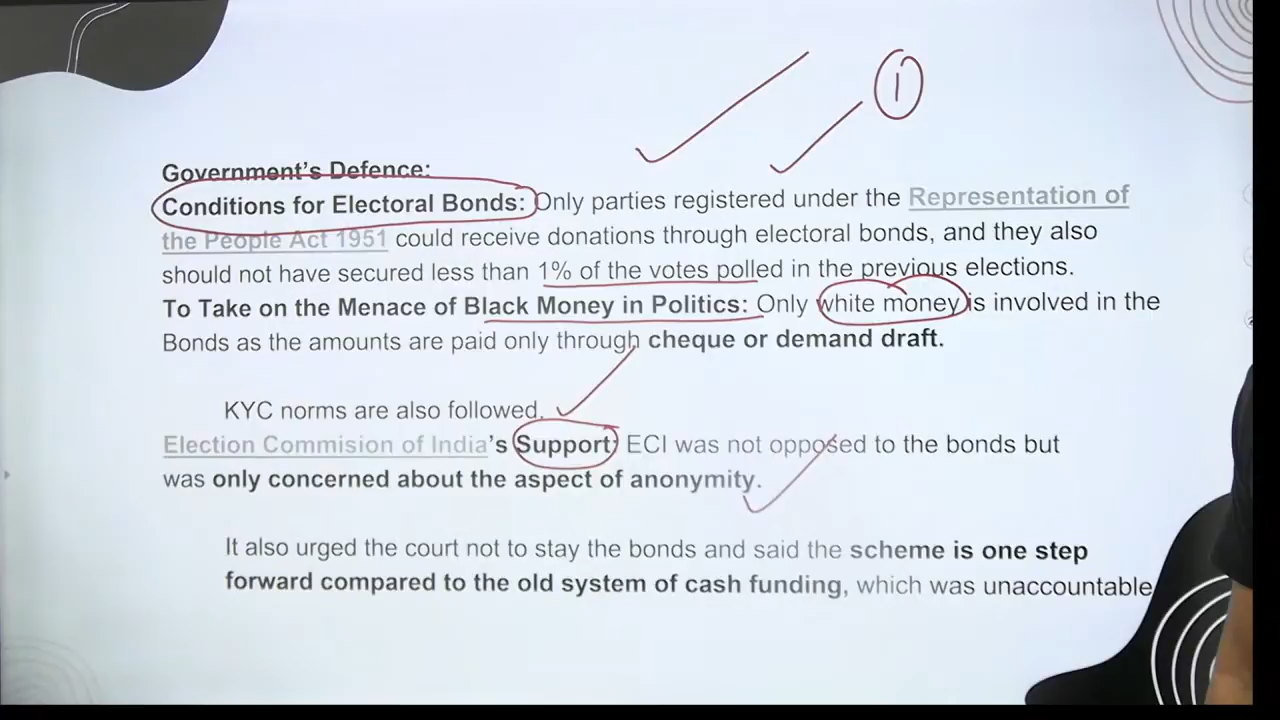 1
Government's Defence:
Conditions for Electoral Bonds: Only parties registered under the Representation of
the People Act 1951 could receive donations through electoral bonds, and they also
should not have secured less than 1% of the votes polled in the previous elections.
To Take on the Menace of Black Money in Politics: Only white money is involved in the
Bonds as the amounts are paid only through cheque or demand draft.
KYC norms are also followed.
Election Commision of India's Support: ECI was not opposed to the bonds but
was only concerned about the aspect of anonymity.
It also urged the court not to stay the bonds and said the scheme is one step
forward compared to the old system of cash funding, which was unaccountable